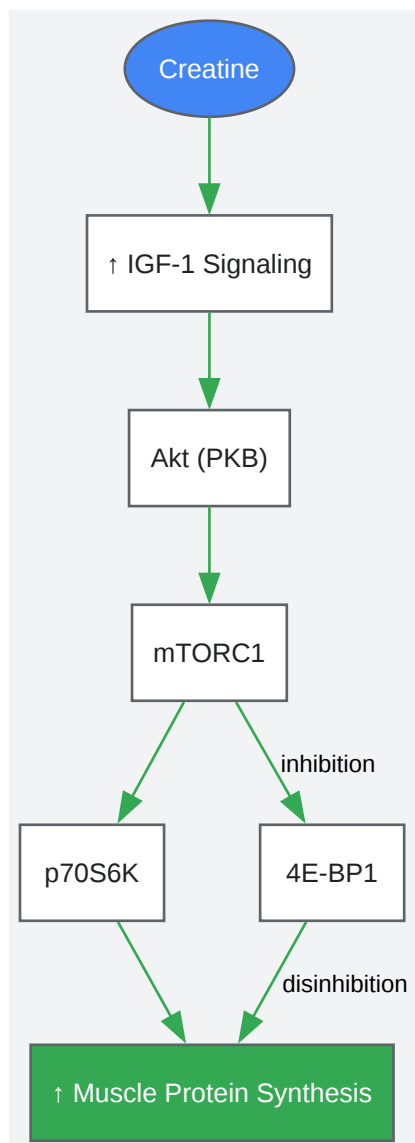 Creatine
↑ IGF-1 Signaling
Akt (PKB)
mTORC1
inhibition
p70S6K
4E-BP1
disinhibition
↑ Muscle Protein Synthesis